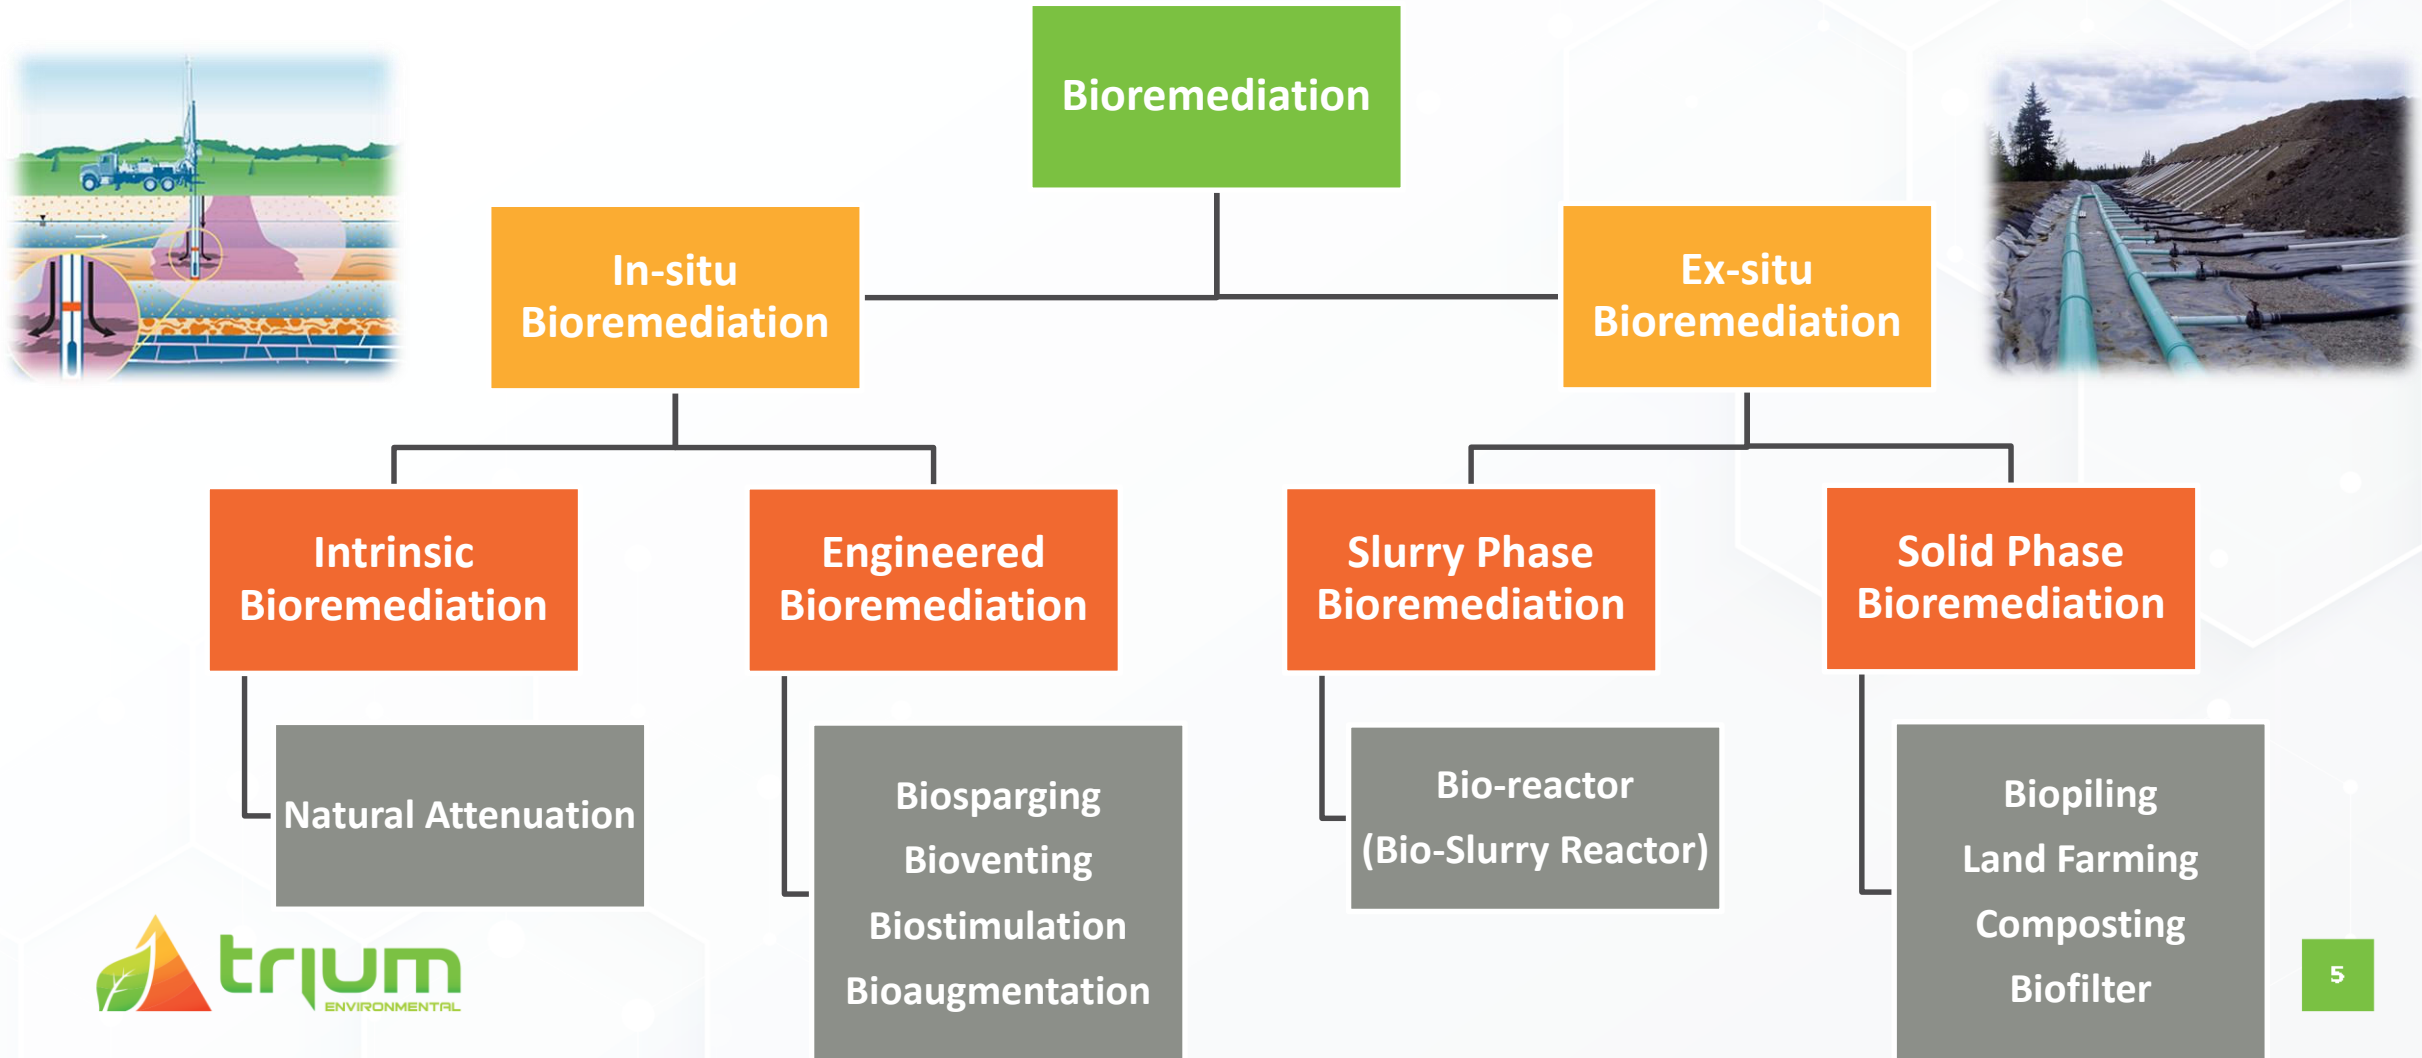 Bioremediation
In-situ
Bioremediation
Ex-situ
Bioremediation
Intrinsic
Bioremediation
Engineered
Bioremediation
Slurry Phase
Bioremediation
Solid Phase
Bioremediation
Natural Attenuation
Biosparging
Bioventing
Biostimulation
Bioaugmentation
Bio-reactor
(Bio-Slurry Reactor)
Biopiling
Land Farming
Composting
Biofilter
trium
ENVIRONMENTAL
5